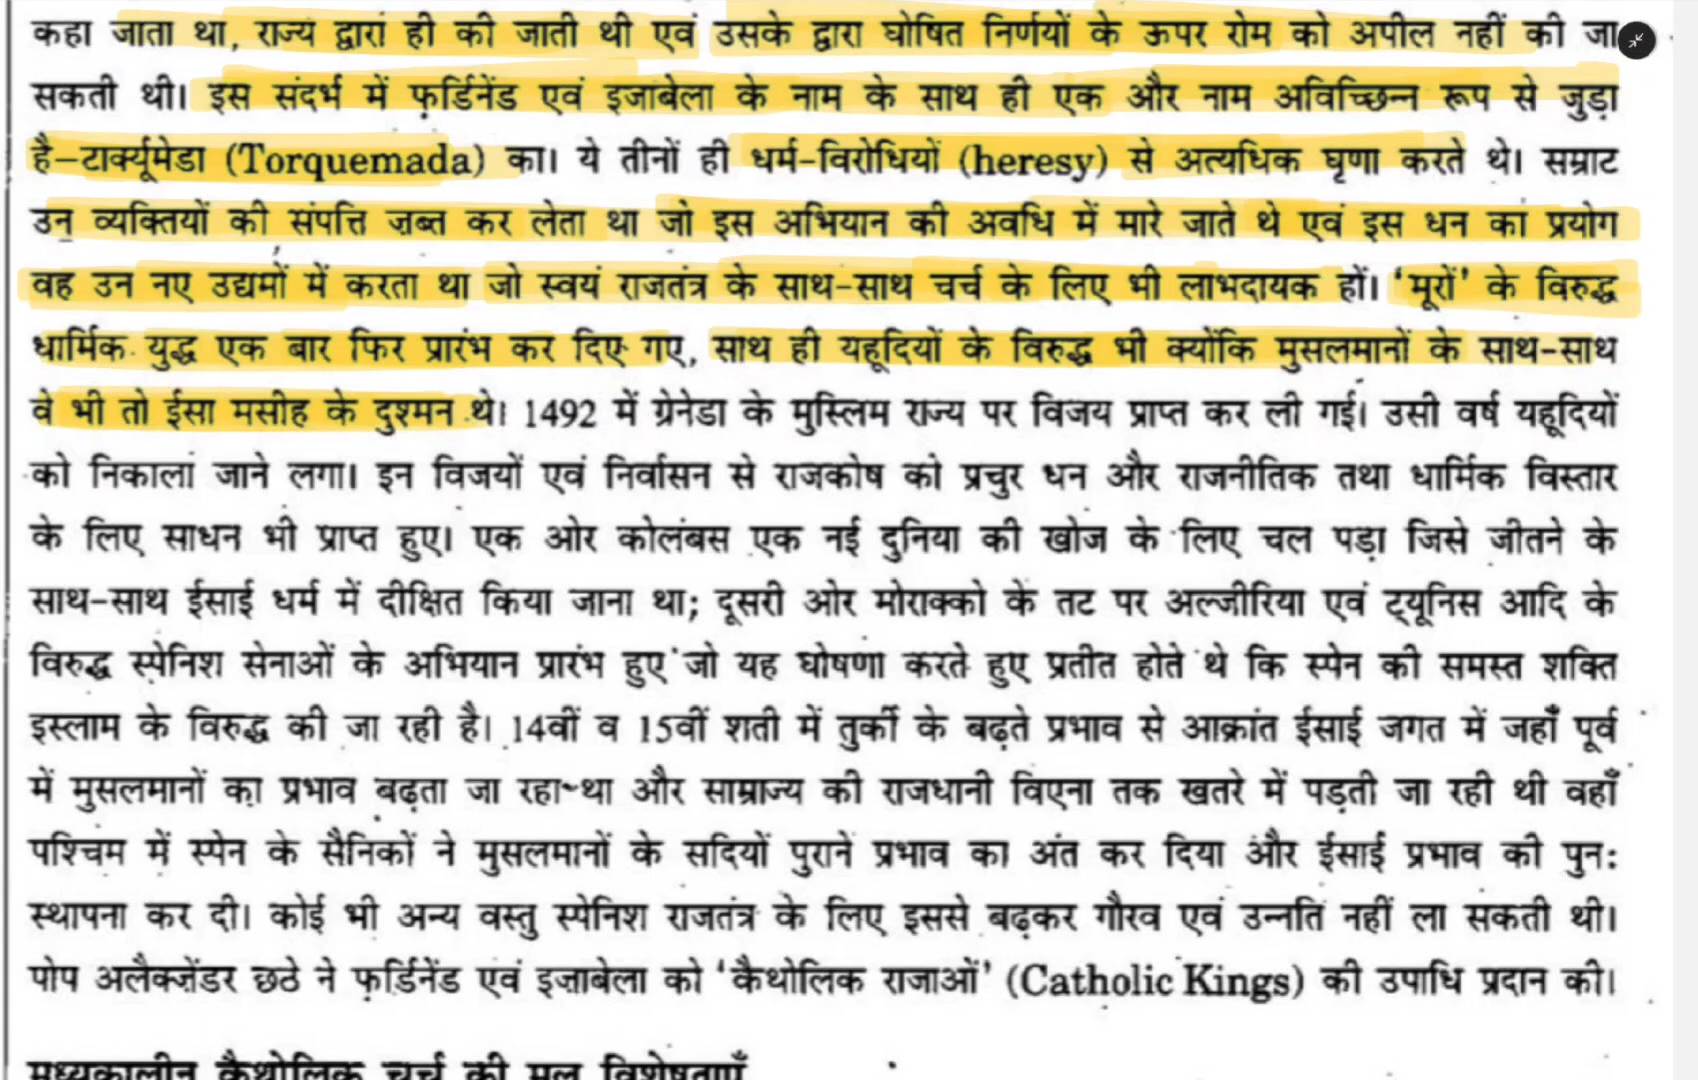 कहा जाता था, राज्य द्वारा ही की जाती थी एवं उसके द्वारा घोषित निर्णयों के ऊपर रोम को अपील नहीं की जा
सकती थी। इस संदर्भ में फ़र्डिनेंड एवं इजाबेला के नाम के साथ ही एक और नाम अविच्छिन्न रूप से जुड़ा
है–टार्क्यूमेडा (Torquemada) का। ये तीनों ही धर्म-विरोधियों (heresy) से अत्यधिक घृणा करते थे। सम्राट
उन व्यक्तियों की संपत्ति ज़ब्त कर लेता था जो इस अभियान की अवधि में मारे जाते थे एवं इस धन का प्रयोग
वह उन नए उद्यमों में करता था जो स्वयं राजतंत्र के साथ-साथ चर्च के लिए भी लाभदायक हों। 'मूरों' के विरुद्ध
धार्मिक युद्ध एक बार फिर प्रारंभ कर दिए गए, साथ ही यहूदियों के विरुद्ध भी क्योंकि मुसलमानों के साथ-साथ
वे भी तो ईसा मसीह के दुश्मन थे। 1492 में ग्रेनेडा के मुस्लिम राज्य पर विजय प्राप्त कर ली गई। उसी वर्ष यहूदियों
को निकाला जाने लगा। इन विजयों एवं निर्वासन से राजकोष को प्रचुर धन और राजनीतिक तथा धार्मिक विस्तार
के लिए साधन भी प्राप्त हुए। एक ओर कोलंबस एक नई दुनिया की खोज के लिए चल पड़ा जिसे जीतने के
साथ-साथ ईसाई धर्म में दीक्षित किया जाना था; दूसरी ओर मोराक्को के तट पर अल्जीरिया एवं ट्यूनिस आदि के
विरुद्ध स्पेनिश सेनाओं के अभियान प्रारंभ हुए जो यह घोषणा करते हुए प्रतीत होते थे कि स्पेन की समस्त शक्ति
इस्लाम के विरुद्ध की जा रही है। 14वीं व 15वीं शती में तुर्की के बढ़ते प्रभाव से आक्रांत ईसाई जगत में जहाँ पूर्व
में मुसलमानों का प्रभाव बढ़ता जा रहा था और साम्राज्य की राजधानी विएना तक खतरे में पड़ती जा रही थी वहाँ
पश्चिम में स्पेन के सैनिकों ने मुसलमानों के सदियों पुराने प्रभाव का अंत कर दिया और ईसाई प्रभाव की पुनः
स्थापना कर दी। कोई भी अन्य वस्तु स्पेनिश राजतंत्र के लिए इससे बढ़कर गौरव एवं उन्नति नहीं ला सकती थी।
पोप अलैक्ज़ेंडर छठे ने फ़र्डिनेंड एवं इज़ाबेला को 'कैथोलिक राजाओं' (Catholic Kings) की उपाधि प्रदान की।
मध्यकालीन कैथोलिक चर्च की मूल विशेषताएँ